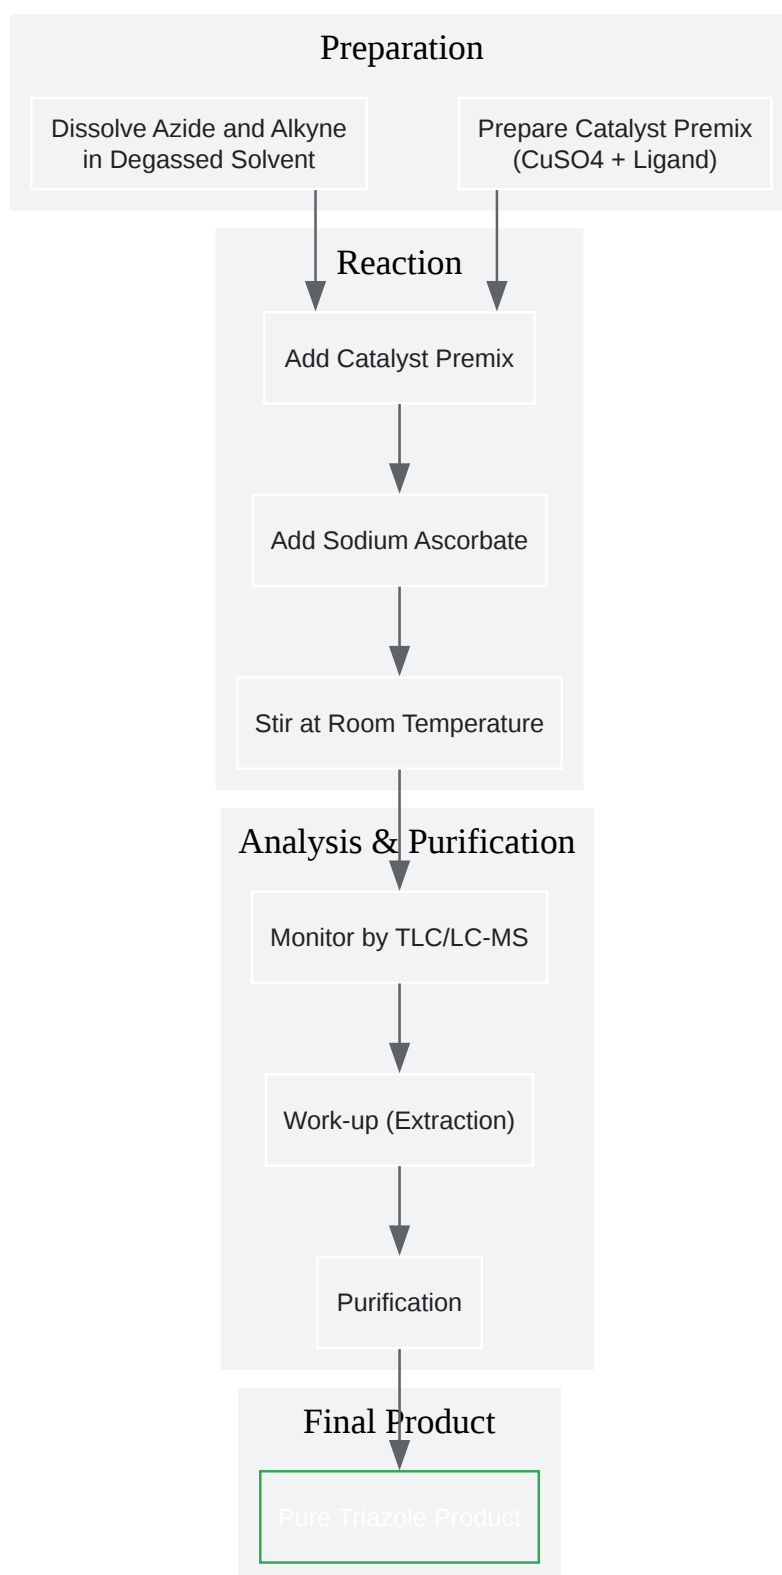 Preparation
Dissolve Azide and Alkyne
in Degassed Solvent
Prepare Catalyst Premix
(CuSO4 + Ligand)
Reaction
Add Catalyst Premix
Add Sodium Ascorbate
Stir at Room Temperature
Analysis & Purification
Monitor by TLC/LC-MS
Work-up (Extraction)
Purification
Final Product
Pure Triazole Product